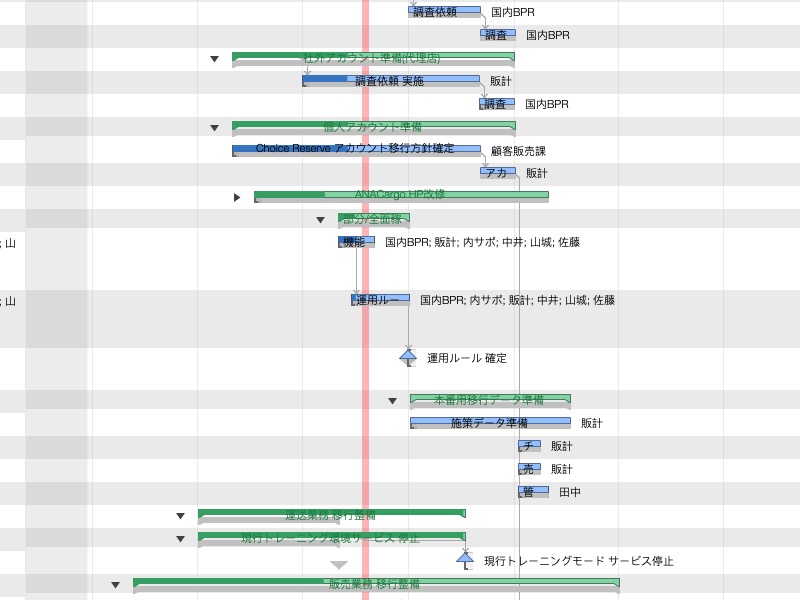 調査依頼 国内BPR
調査 国内BPR
社外アカウント準備(代理店)
調査依頼 実施 販計
調査 国内BPR
個人アカウント準備
Choice Reserve アカウント移行方針確定 顧客販売課
アカ 販計
ANACargo HP改修
部分/全面稼
; 山 機能 国内BPR; 販計; 内サポ; 中井; 山城; 佐藤
; 山 運用ルー 国内BPR; 内サポ; 販計; 中井; 山城; 佐藤
運用ルール 確定
本番用移行データ準備
施策データ準備 販計
チ 販計
売 販計
管 田中
運送業務 移行整備
現行トレーニング環境サービス 停止
現行トレーニングモード サービス停止
販売業務 移行整備